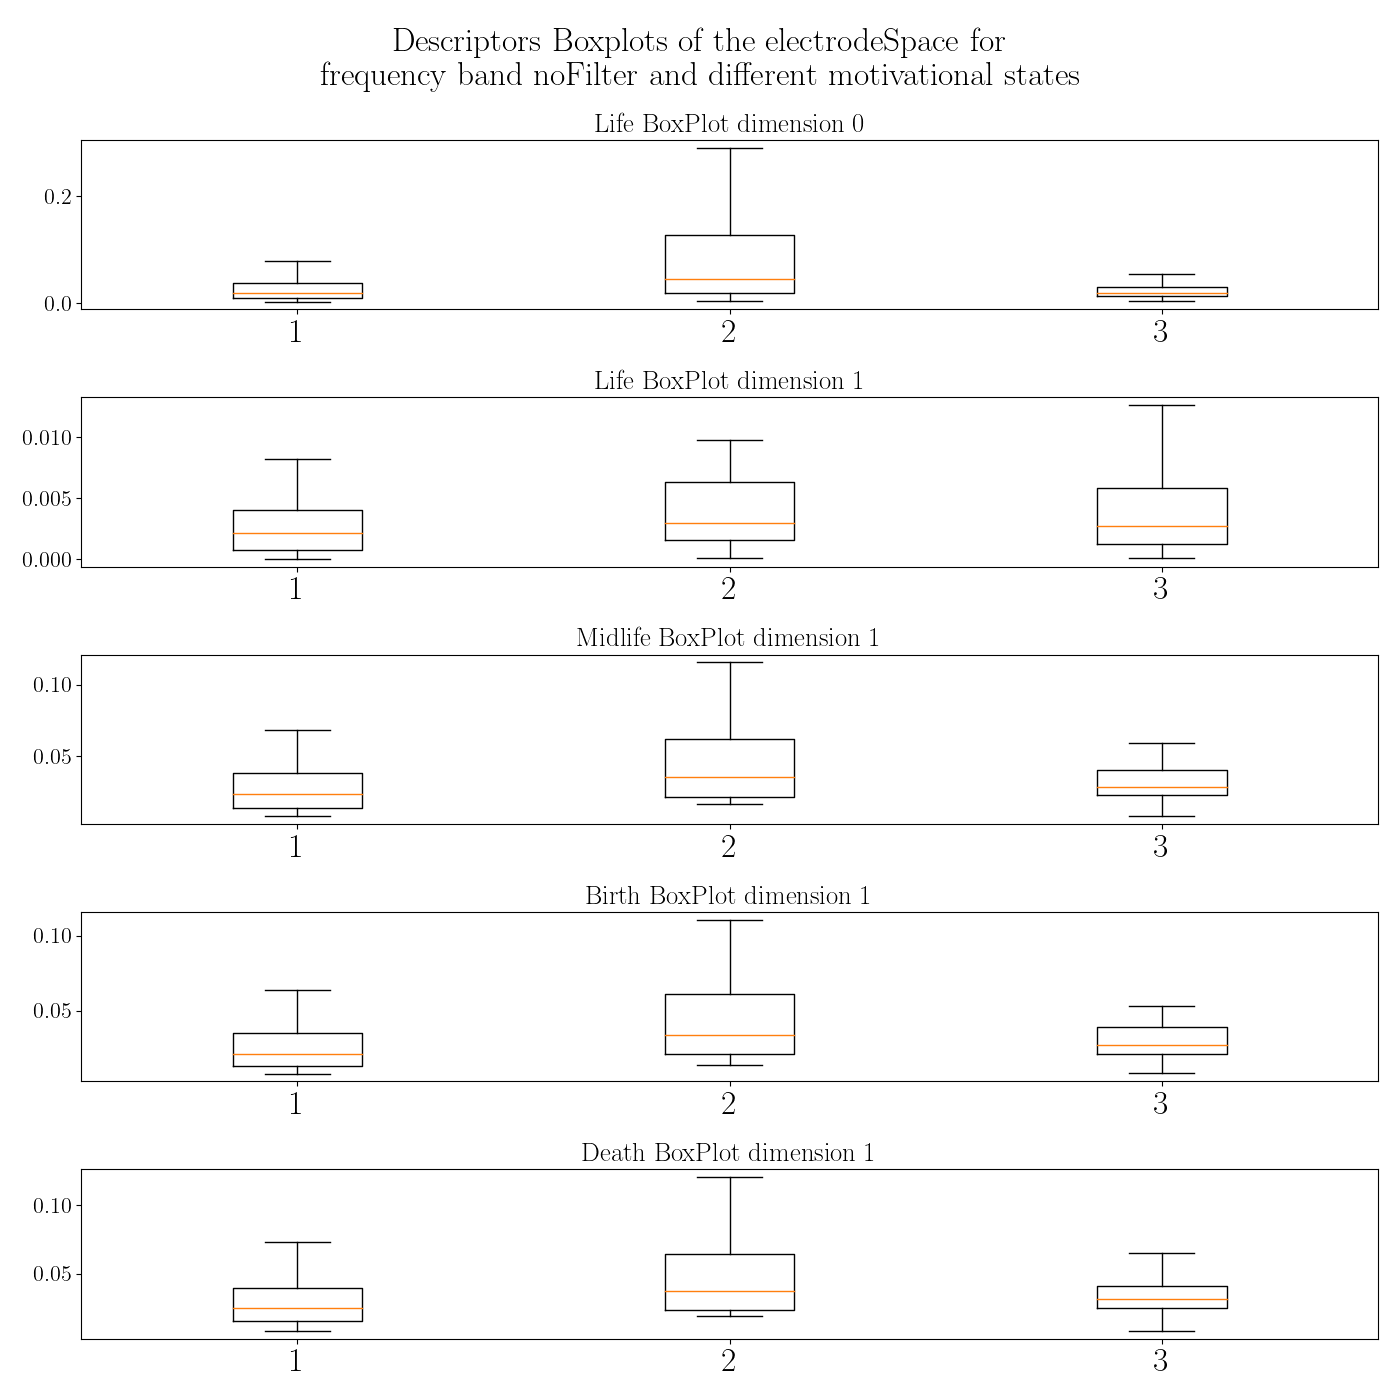 Descriptors Boxplots of the electrodeSpace for
frequency band noFilter and different motivational states
Life BoxPlot dimension 0
0.2
0.0
1 2 3
Life BoxPlot dimension 1
0.010
0.005
0.000
1 2 3
Midlife BoxPlot dimension 1
0.10
0.05
1 2 3
Birth BoxPlot dimension 1
0.10
0.05
1 2 3
Death BoxPlot dimension 1
0.10
0.05
1 2 3